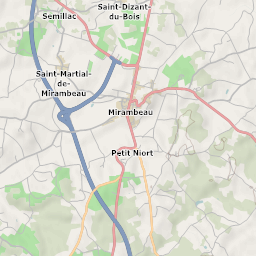 Saint-Dizant-
du-Bois
Semillac
Saint-Martial-
de-
Mirambeau
Mirambeau
Petit Niort